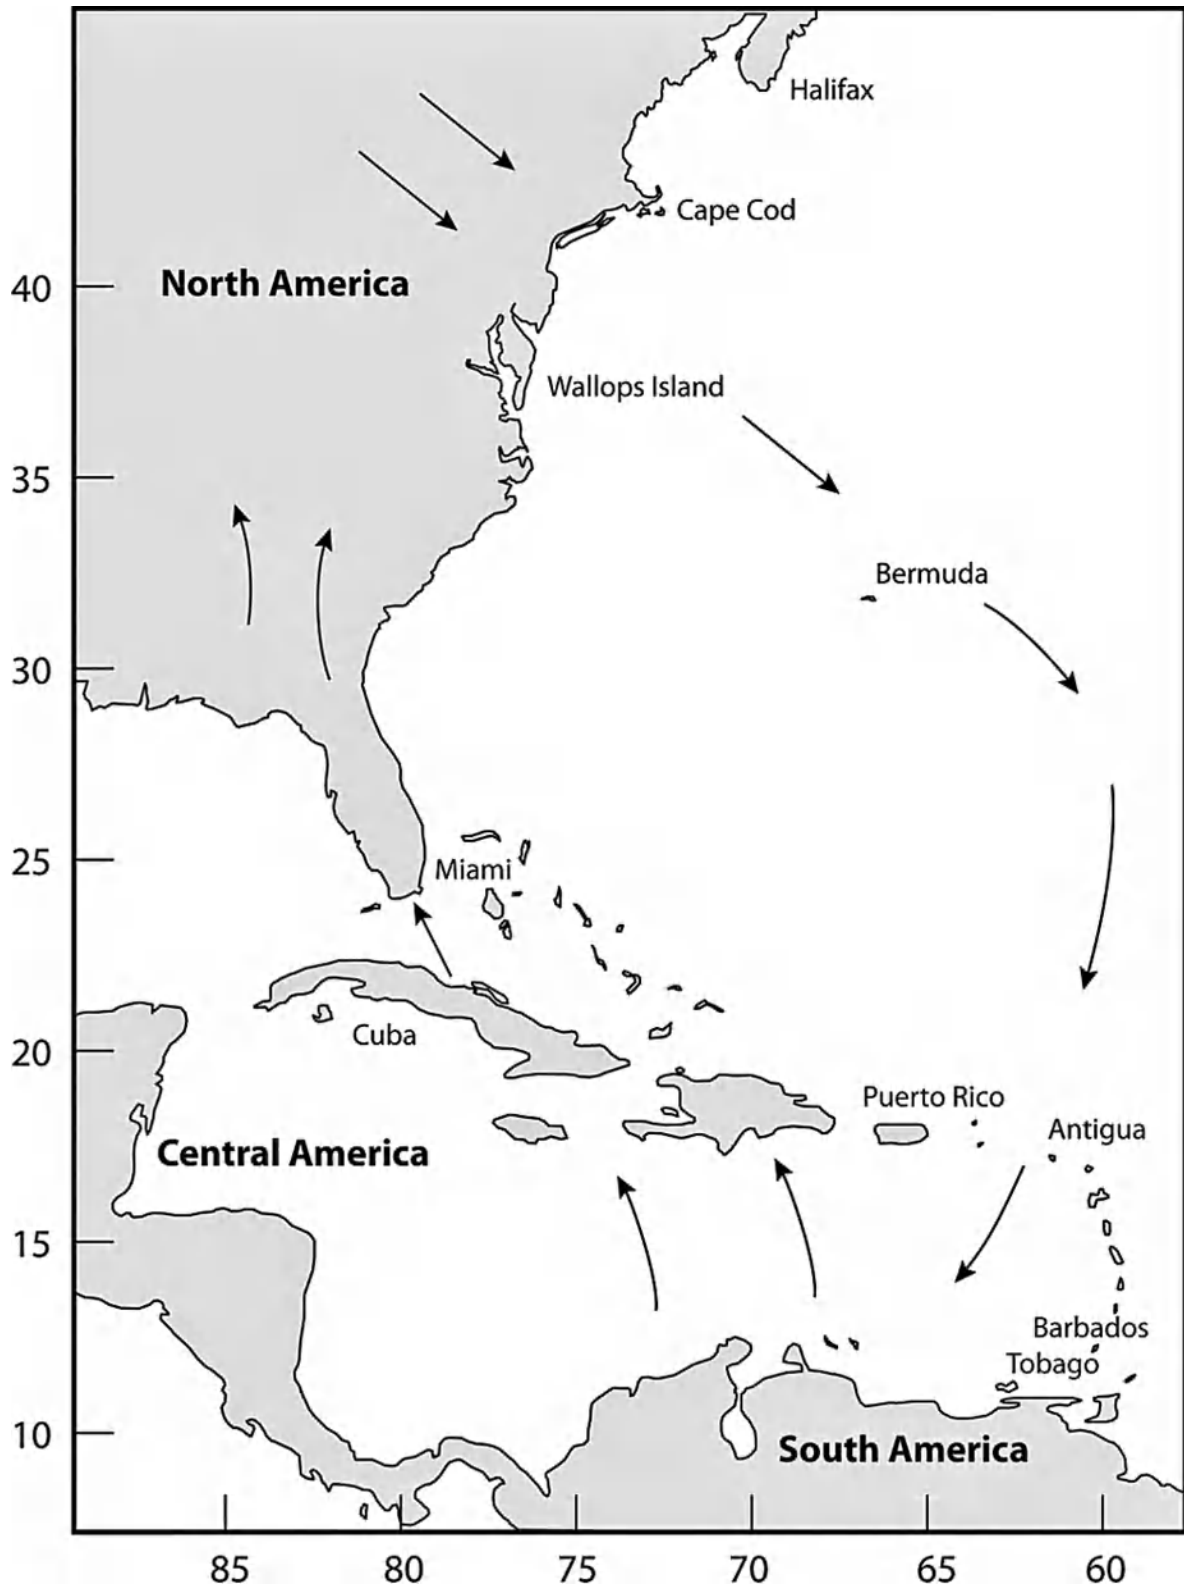 Halifax
Cape Cod
North America
40
Wallops Island
35
Bermuda
30
25
Miami
20
Cuba
Puerto Rico
Antigua
Central America
15
Barbados
Tobago
10
South America
85
80
75
70
65
60